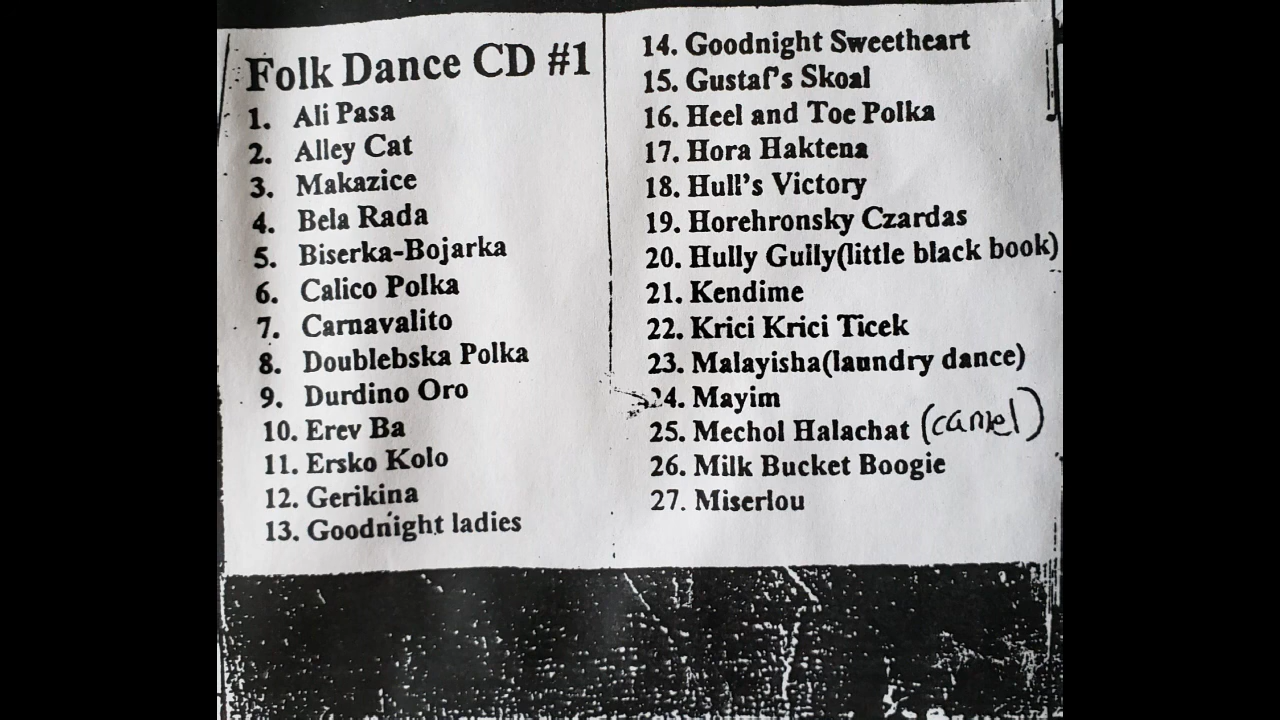 Folk Dance CD #1
1. Ali Pasa
2. Alley Cat
3. Makazice
4. Bela Rada
5. Biserka-Bojarka
6. Calico Polka
7. Carnavalito
8. Doublebska Polka
9. Durdino Oro
10. Erev Ba
11. Ersko Kolo
12. Gerikina
13. Goodnight ladies
14. Goodnight Sweetheart
15. Gustaf's Skoal
16. Heel and Toe Polka
17. Hora Haktena
18. Hull's Victory
19. Horehronsky Czardas
20. Hully Gully(little black book)
21. Kendime
22. Krici Krici Ticek
23. Malayisha(laundry dance)
24. Mayim
25. Mechol Halachat (camel)
26. Milk Bucket Boogie
27. Miserlou